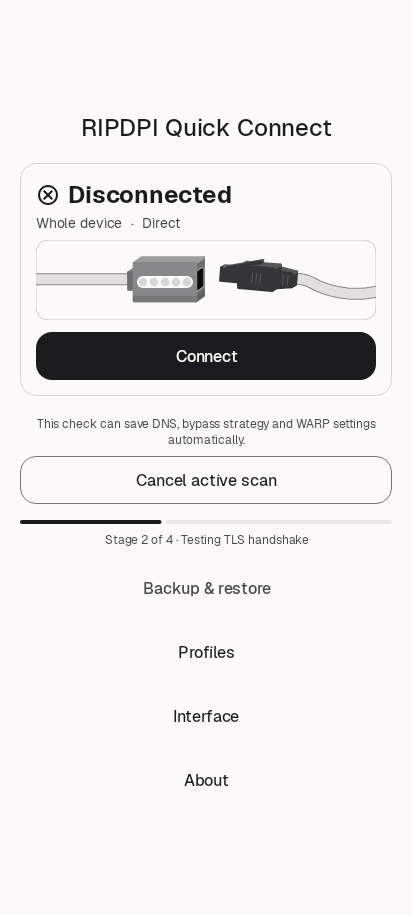 RIPDPI Quick Connect
Disconnected
Whole device · Direct
Connect
This check can save DNS, bypass strategy and WARP settings
automatically.
Cancel active scan
Stage 2 of 4 · Testing TLS handshake
Backup & restore
Profiles
Interface
About